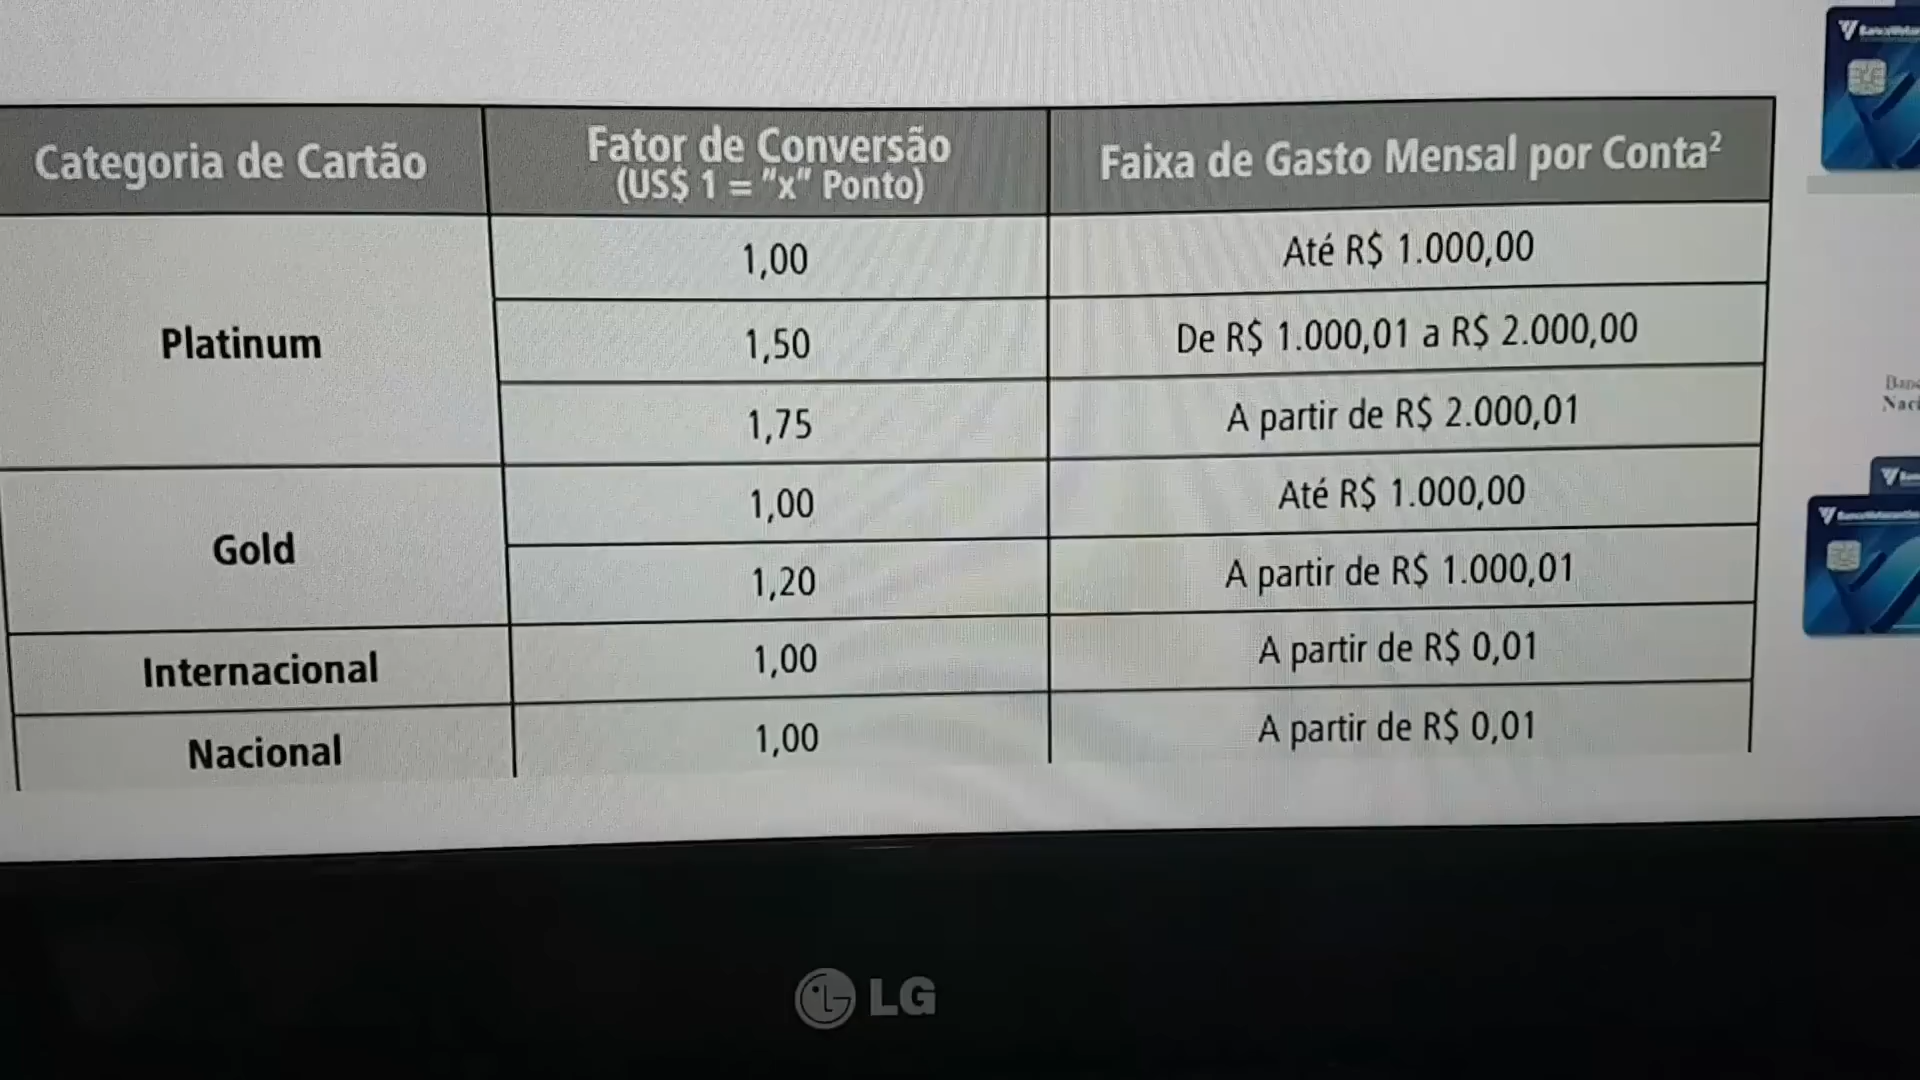 Categoria de Cartão
Fator de Conversão
(US$ 1 = "x" Ponto)
Faixa de Gasto Mensal por Conta²
Platinum
1,00
Até R$ 1.000,00
1,50
De R$ 1.000,01 a R$ 2.000,00
1,75
A partir de R$ 2.000,01
Gold
1,00
Até R$ 1.000,00
1,20
A partir de R$ 1.000,01
Internacional
1,00
A partir de R$ 0,01
Nacional
1,00
A partir de R$ 0,01
LG